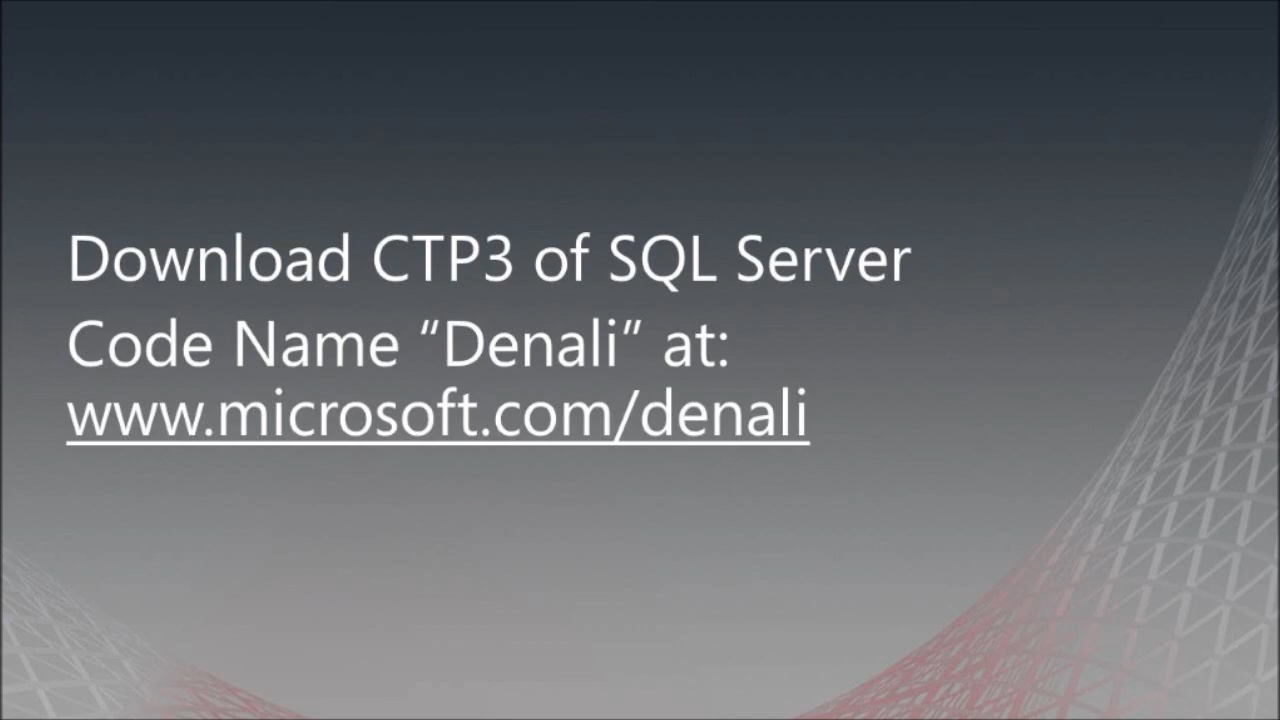 Download CTP3 of SQL Server
Code Name “Denali” at:
www.microsoft.com/denali